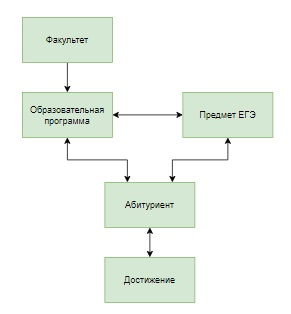 Факультет
Образовательная
программа
Предмет ЕГЭ
Абитуриент
Достижение